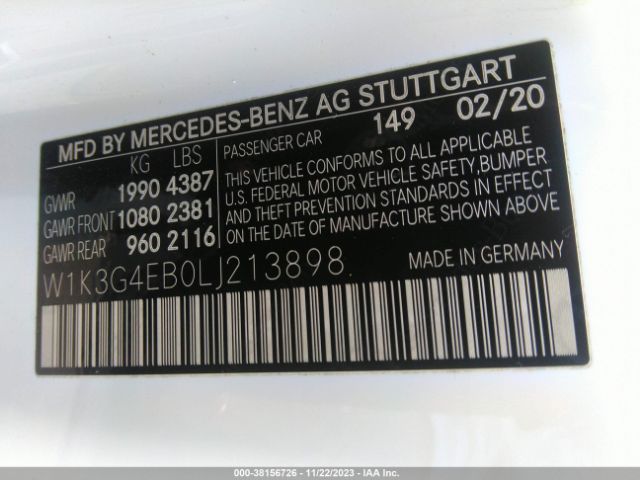 MFD BY MERCEDES-BENZ AG STUTTGART
KG LBS
GVWR 1990 4387
GAWR FRONT 1080 2381
GAWR REAR 960 2116
PASSENGER CAR 149 02/20
THIS VEHICLE CONFORMS TO ALL APPLICABLE
U.S. FEDERAL MOTOR VEHICLE SAFETY, BUMPER
AND THEFT PREVENTION STANDARDS IN EFFECT
ON THE DATE OF MANUFACTURE SHOWN ABOVE
W1K3G4EB0LJ213898
MADE IN GERMANY
000-38156726 - 11/22/2023 - IAAI.COM